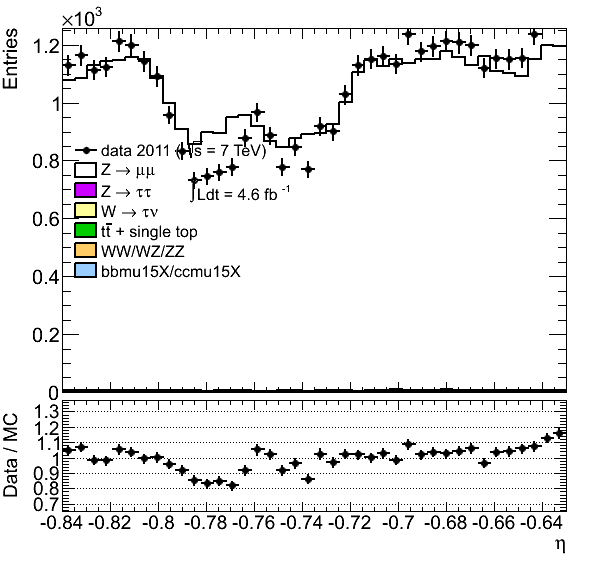 ×10³
Entries
1.2
1
0.8
0.6
0.4
0.2
0
data 2011 (√s = 7 TeV)
Z → μμ
Z → ττ
W → τν
tt̄ + single top
WW/WZ/ZZ
bbmu15X/ccmu15X
∫Ldt = 4.6 fb⁻¹
Data / MC
1.3
1.2
1.1
1
0.9
0.8
0.7
-0.84 -0.82 -0.8 -0.78 -0.76 -0.74 -0.72 -0.7 -0.68 -0.66 -0.64
η